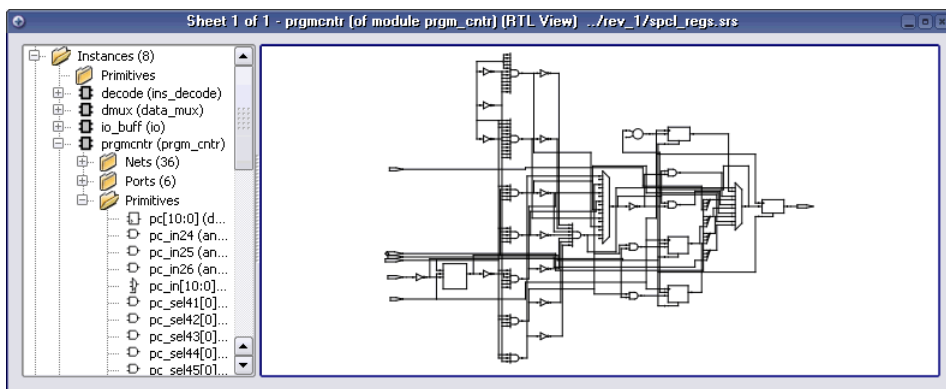 Sheet 1 of 1 - prgmcntr (of module prgm_cntr) (RTL View) ../rev_1/spcl_regs.srs
Instances (8)
Primitives
decode (ins_decode)
dmux (data_mux)
io_buff (io)
prgmcntr (prgm_cntr)
Nets (36)
Ports (6)
Primitives
pc[10:0] (d...
pc_in24 (an...
pc_in25 (an...
pc_in26 (an...
pc_in[10:0]...
pc_sel41[0]...
pc_sel42[0]...
pc_sel43[0]...
pc_sel44[0]...
pc_sel45[0]...